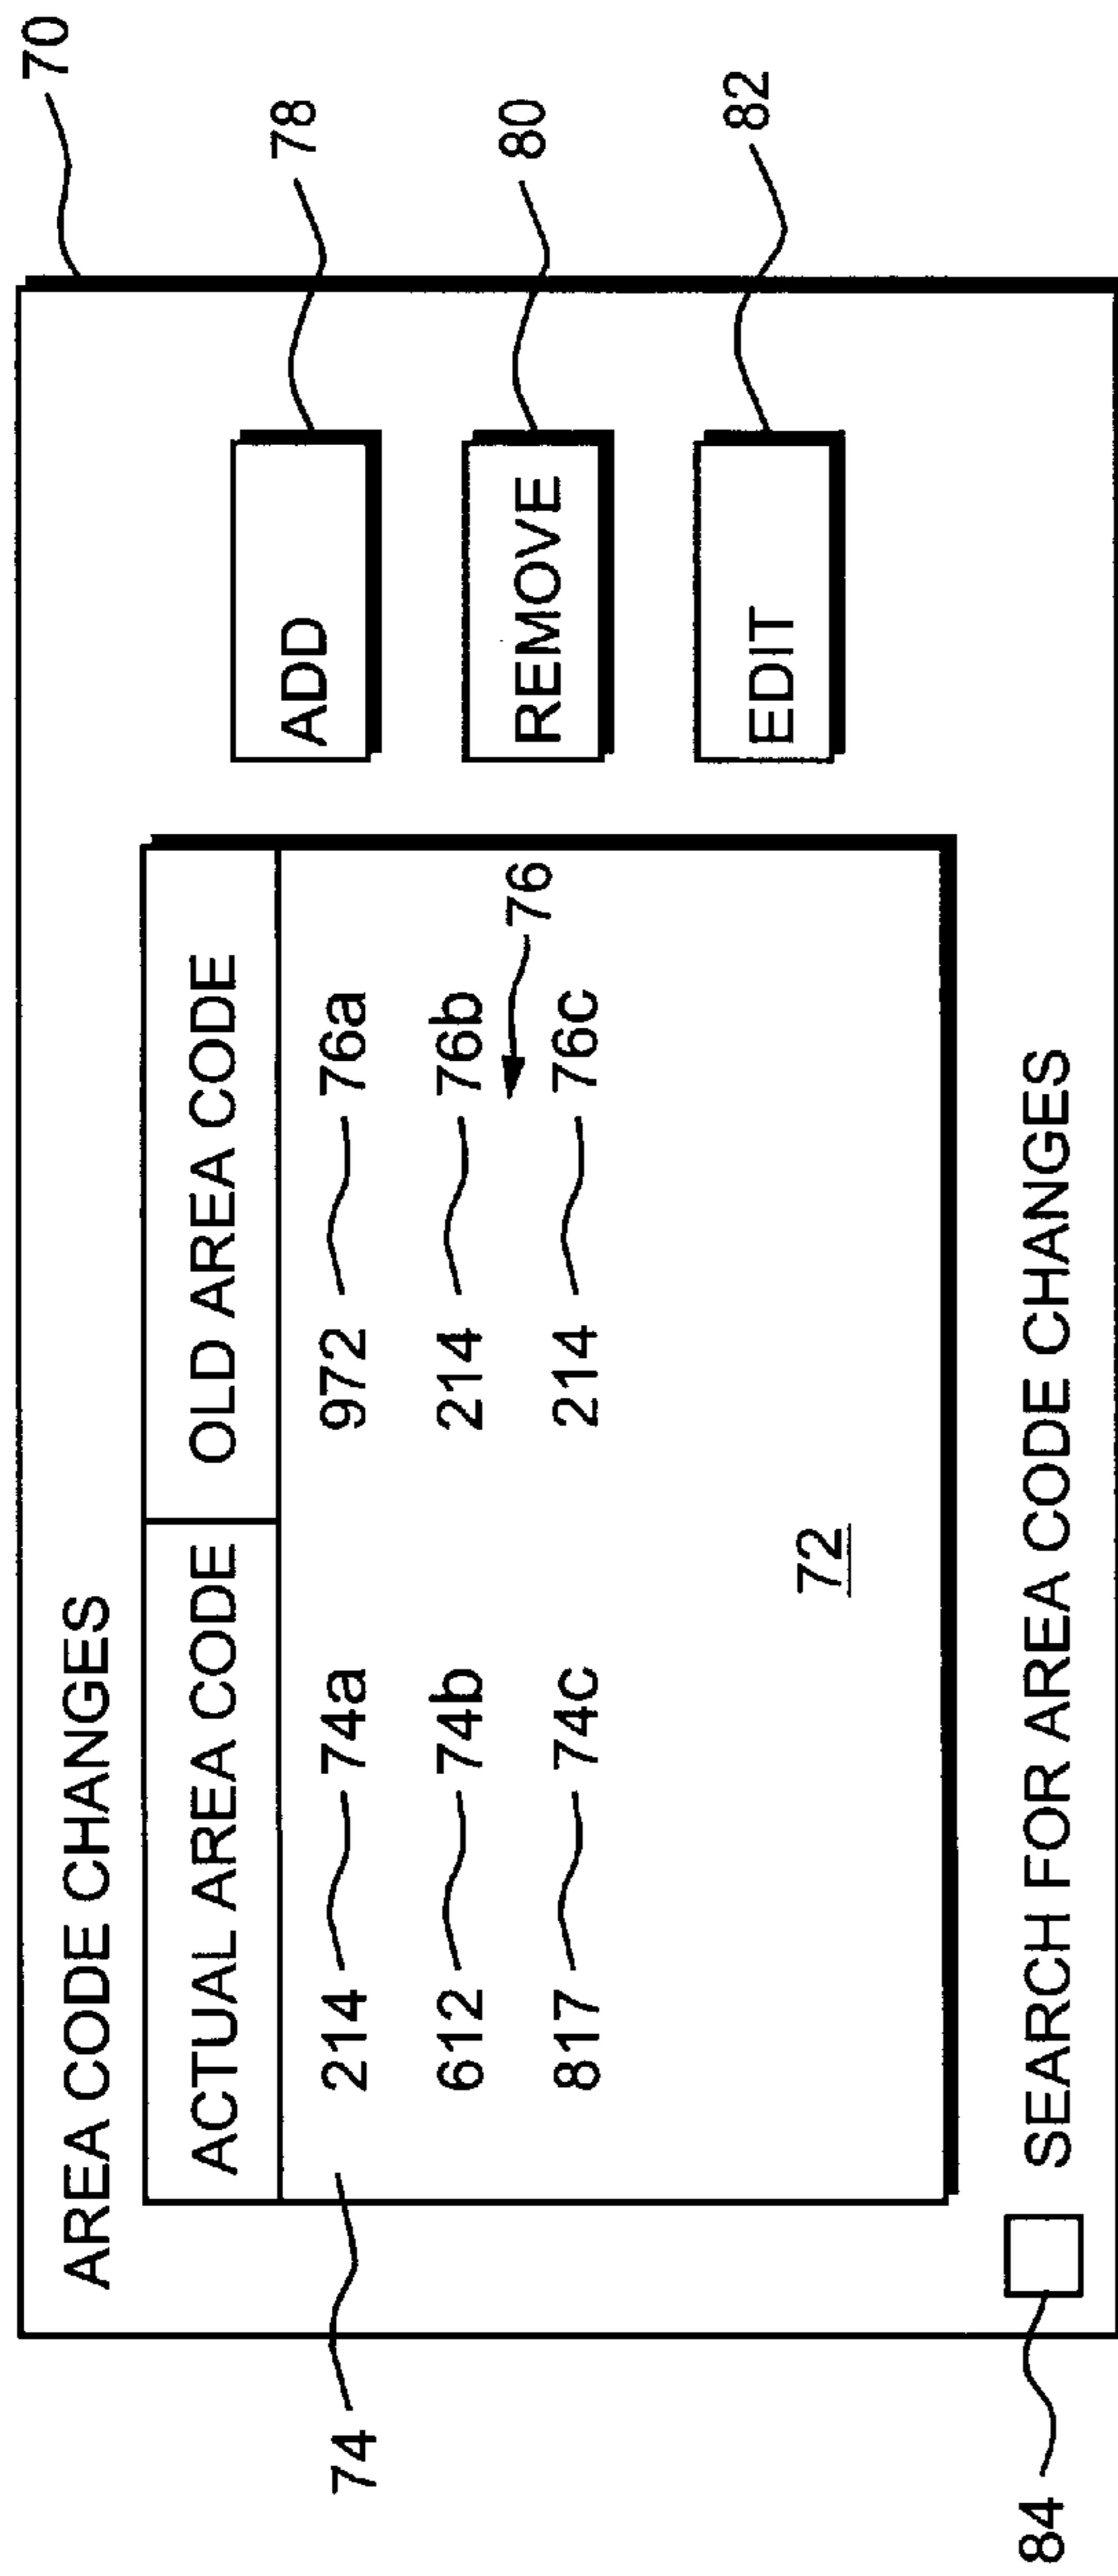 70
AREA CODE CHANGES
ACTUAL AREA CODE OLD AREA CODE
74
214 74a 972 76a
612 74b 214 76b
76
817 74c 214 76c
72
ADD 78
REMOVE 80
EDIT 82
84 SEARCH FOR AREA CODE CHANGES